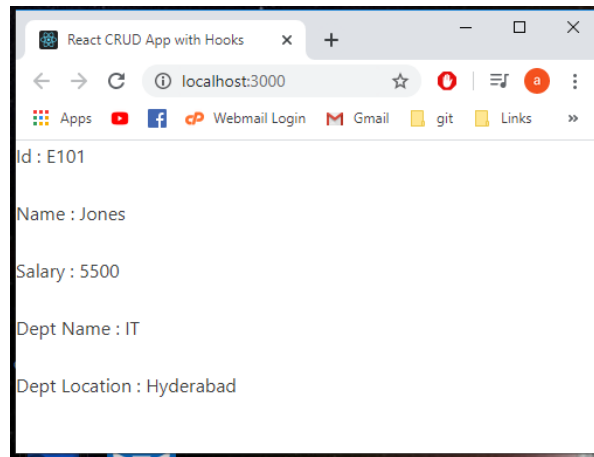 React CRUD App with Hooks
localhost:3000
a
Apps
f
cP
Webmail Login
M
Gmail
git
Links
»
Id : E101
Name : Jones
Salary : 5500
Dept Name : IT
Dept Location : Hyderabad